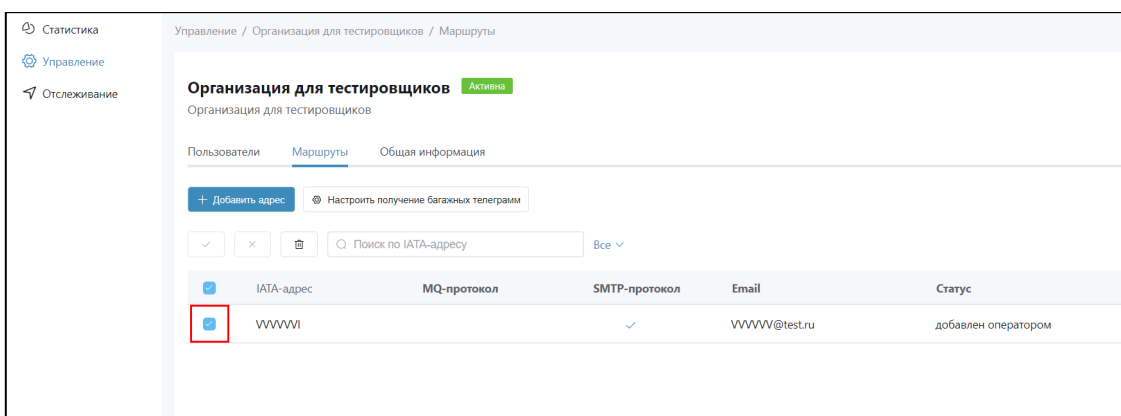 Статистика
Управление
Отслеживание
Управление / Организация для тестировщиков / Маршруты
Организация для тестировщиков Активна
Организация для тестировщиков
Пользователи Маршруты Общая информация
+ Добавить адрес Настроить получение багажных телеграмм
Поиск по IATA-адресу Все
IATA-адрес MQ-протокол SMTP-протокол Email Статус
VVVVVVI VVVVVV@test.ru добавлен оператором